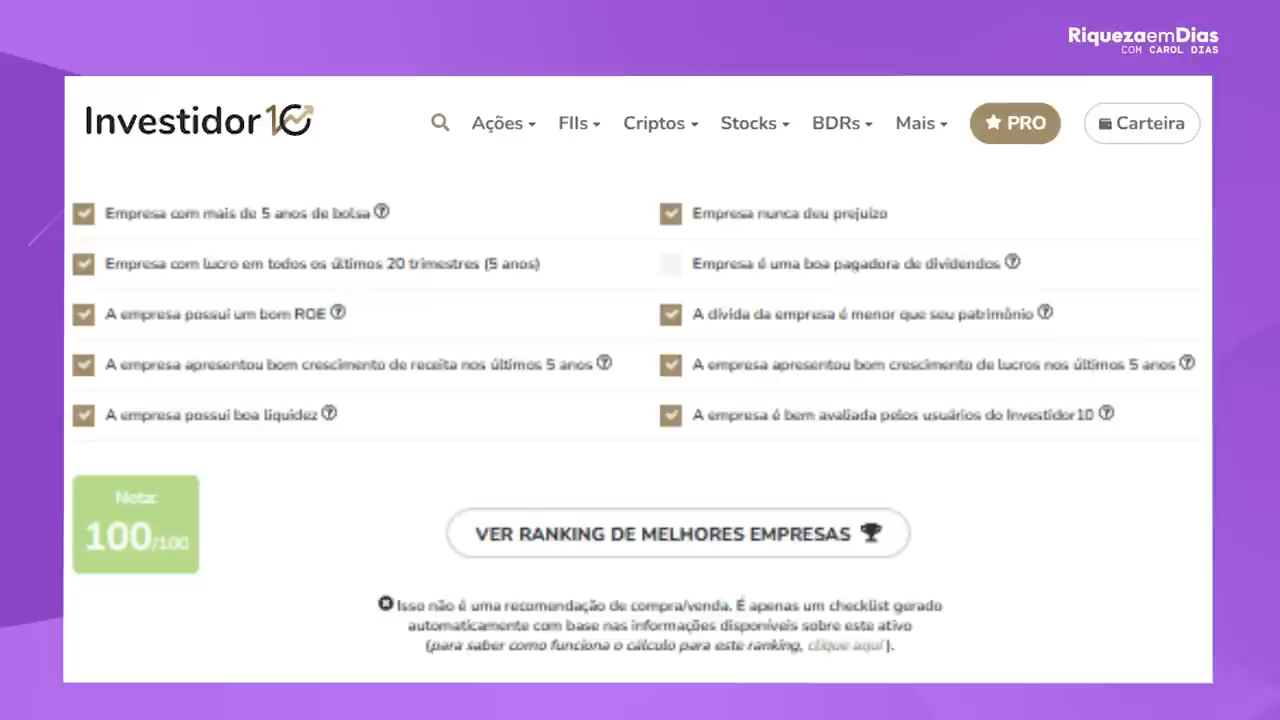 RiquezaemDias
COM CAROL DIAS
Investidor10
Ações
FIIs
Criptos
Stocks
BDRs
Mais
PRO
Carteira
Empresa com mais de 5 anos de bolsa
Empresa nunca deu prejuízo
Empresa com lucro em todos os últimos 20 trimestres (5 anos)
Empresa é uma boa pagadora de dividendos
A empresa possui um bom ROE
A dívida da empresa é menor que seu patrimônio
A empresa apresentou bom crescimento de receita nos últimos 5 anos
A empresa apresentou bom crescimento de lucros nos últimos 5 anos
A empresa possui boa liquidez
A empresa é bem avaliada pelos usuários do Investidor10
Nota:
100/100
VER RANKING DE MELHORES EMPRESAS
Isso não é uma recomendação de compra/venda. É apenas um checklist gerado
automaticamente com base nas informações disponíveis sobre este ativo
(para saber como funciona o cálculo para este ranking, clique aqui).